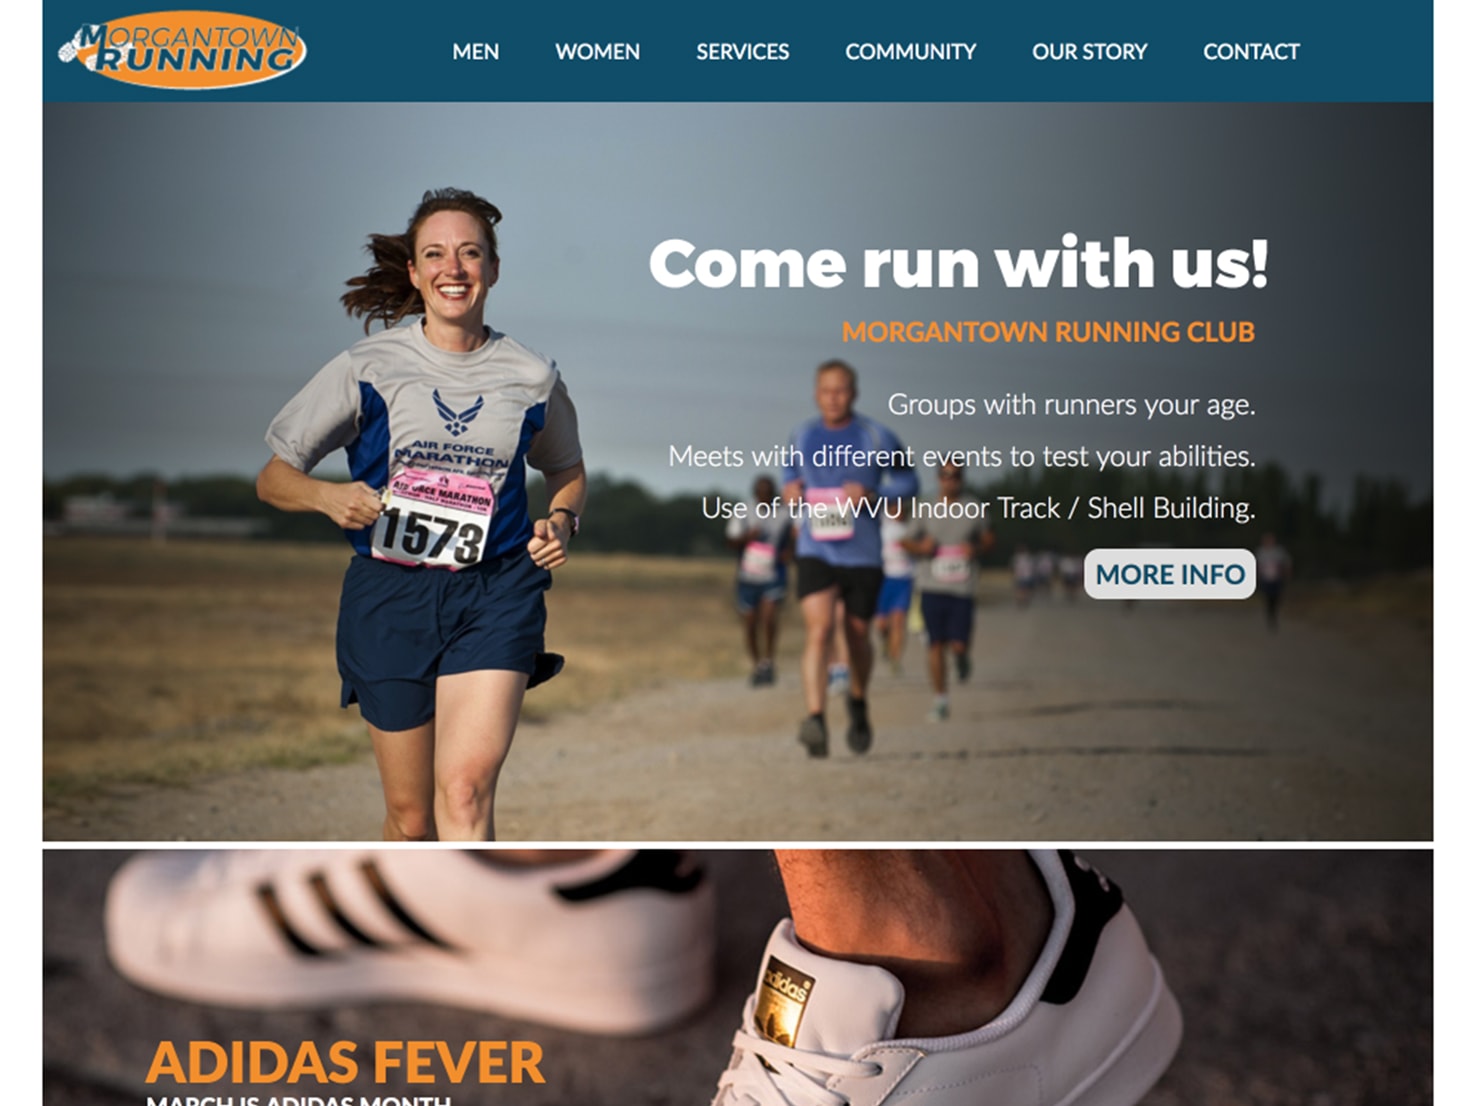 MORGANTOWN
RUNNING
MEN
WOMEN
SERVICES
COMMUNITY
OUR STORY
CONTACT
Come run with us!
MORGANTOWN RUNNING CLUB
Groups with runners your age.
Meets with different events to test your abilities.
Use of the WVU Indoor Track / Shell Building.
MORE INFO
AIR FORCE
MARATHON
AIR FORCE MARATHON
1573
adidas
ADIDAS FEVER
MARCH IS ADIDAS MONTH